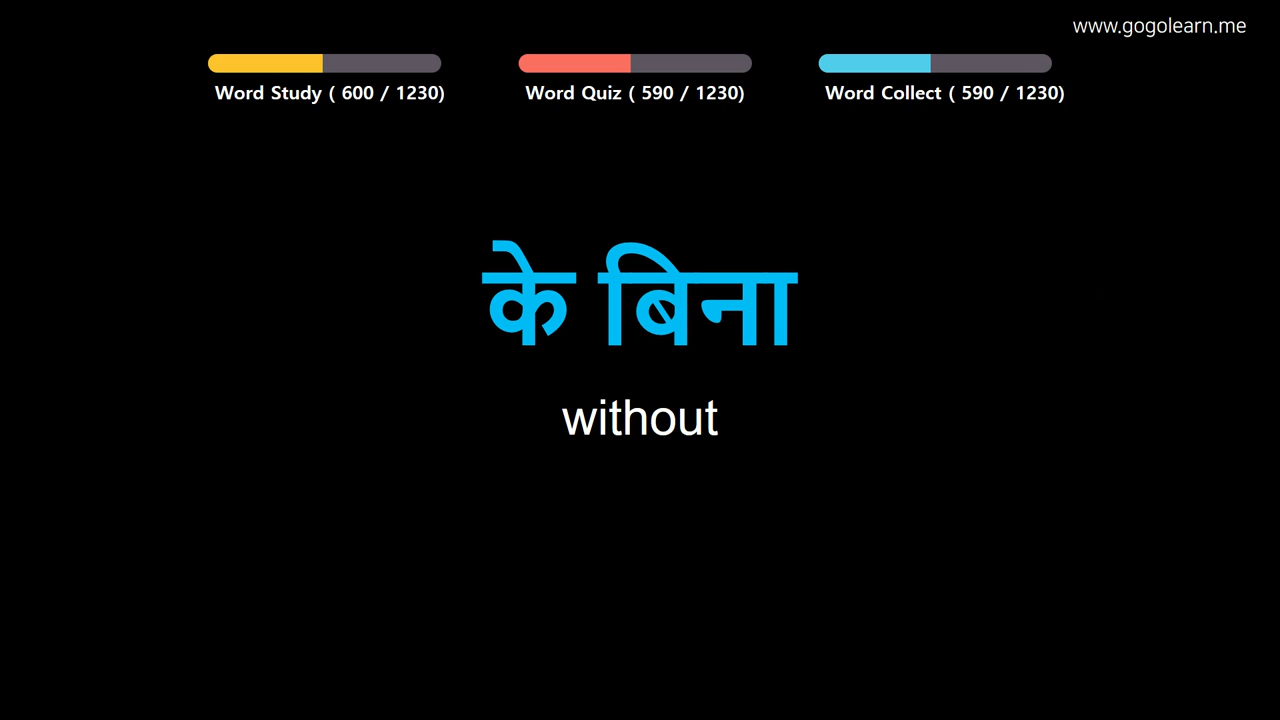 www.gogolearn.me
Word Study ( 600 / 1230)
Word Quiz ( 590 / 1230)
Word Collect ( 590 / 1230)
के बिना
without